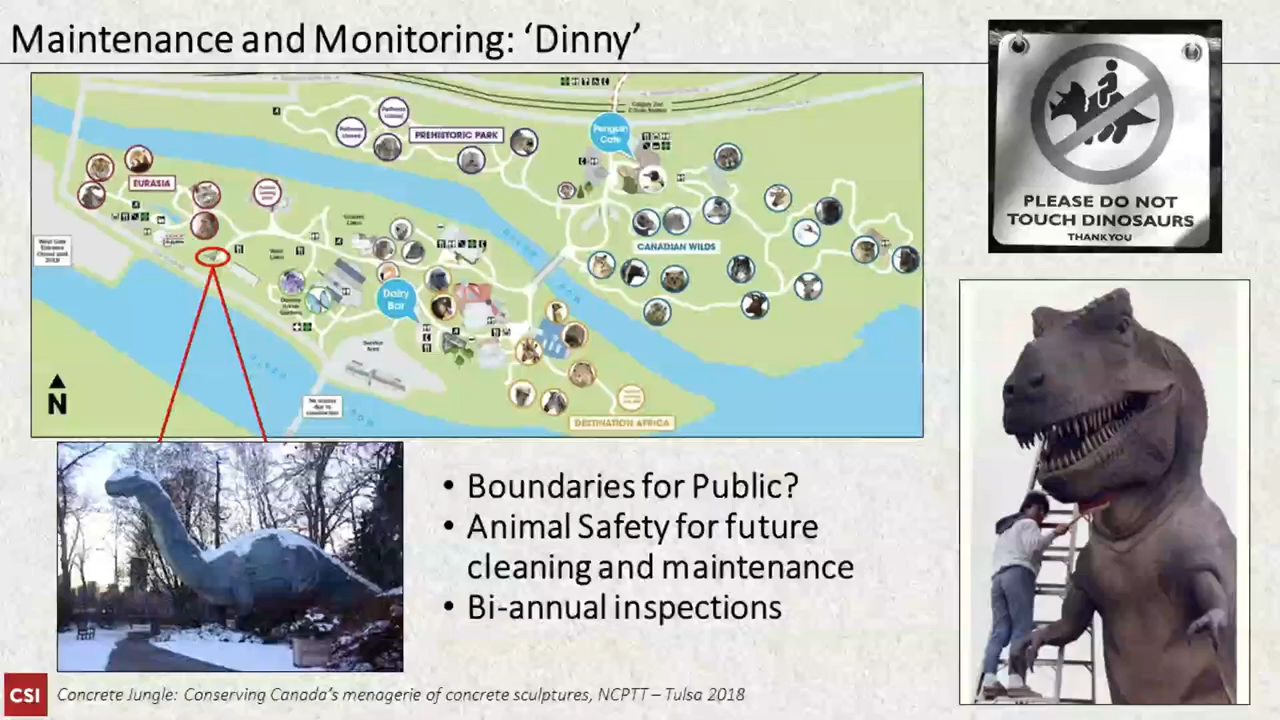 Maintenance and Monitoring: ‘Dinny’
PREHISTORIC PARK
Penguin
Cafe
EURASIA
CANADIAN WILDS
Dairy
Bar
DESTINATION AFRICA
N
PLEASE DO NOT
TOUCH DINOSAURS
THANK YOU
• Boundaries for Public?
• Animal Safety for future
cleaning and maintenance
• Bi-annual inspections
CSI
Concrete Jungle: Conserving Canada’s menagerie of concrete sculptures, NCPTT – Tulsa 2018